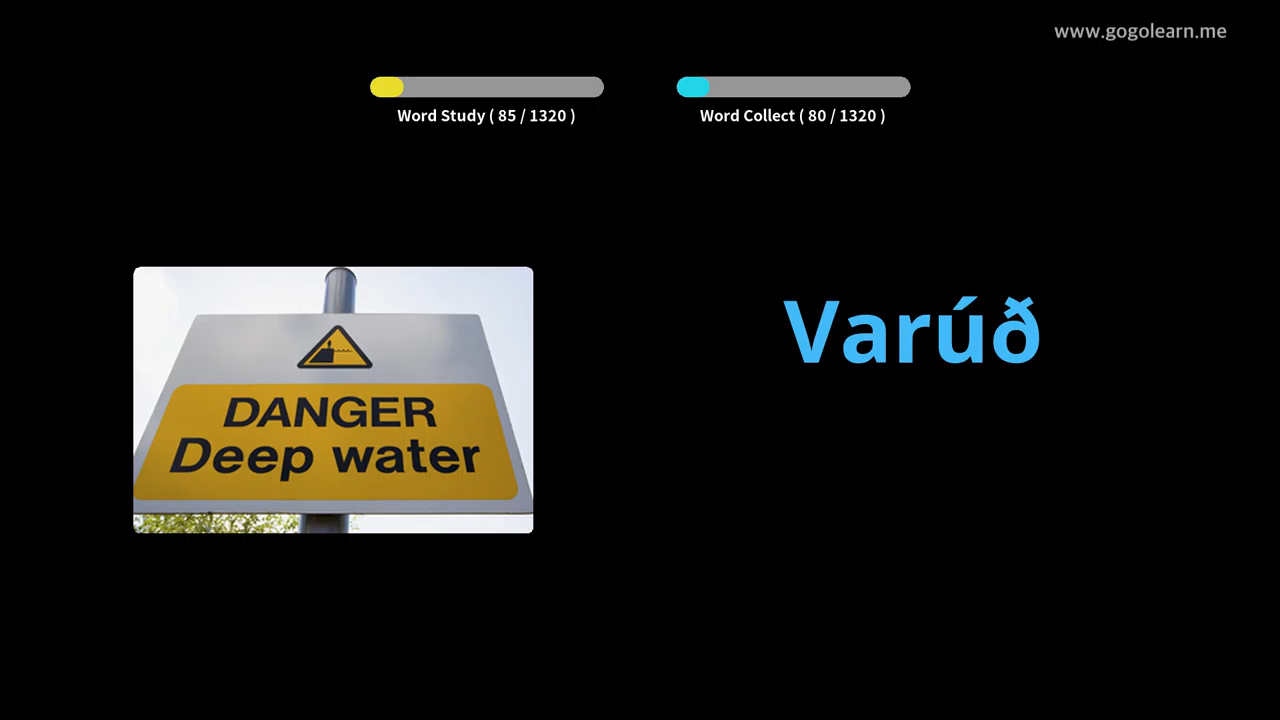 www.gogolearn.me
Word Study ( 85 / 1320 )
Word Collect ( 80 / 1320 )
DANGER
Deep water
Varúð